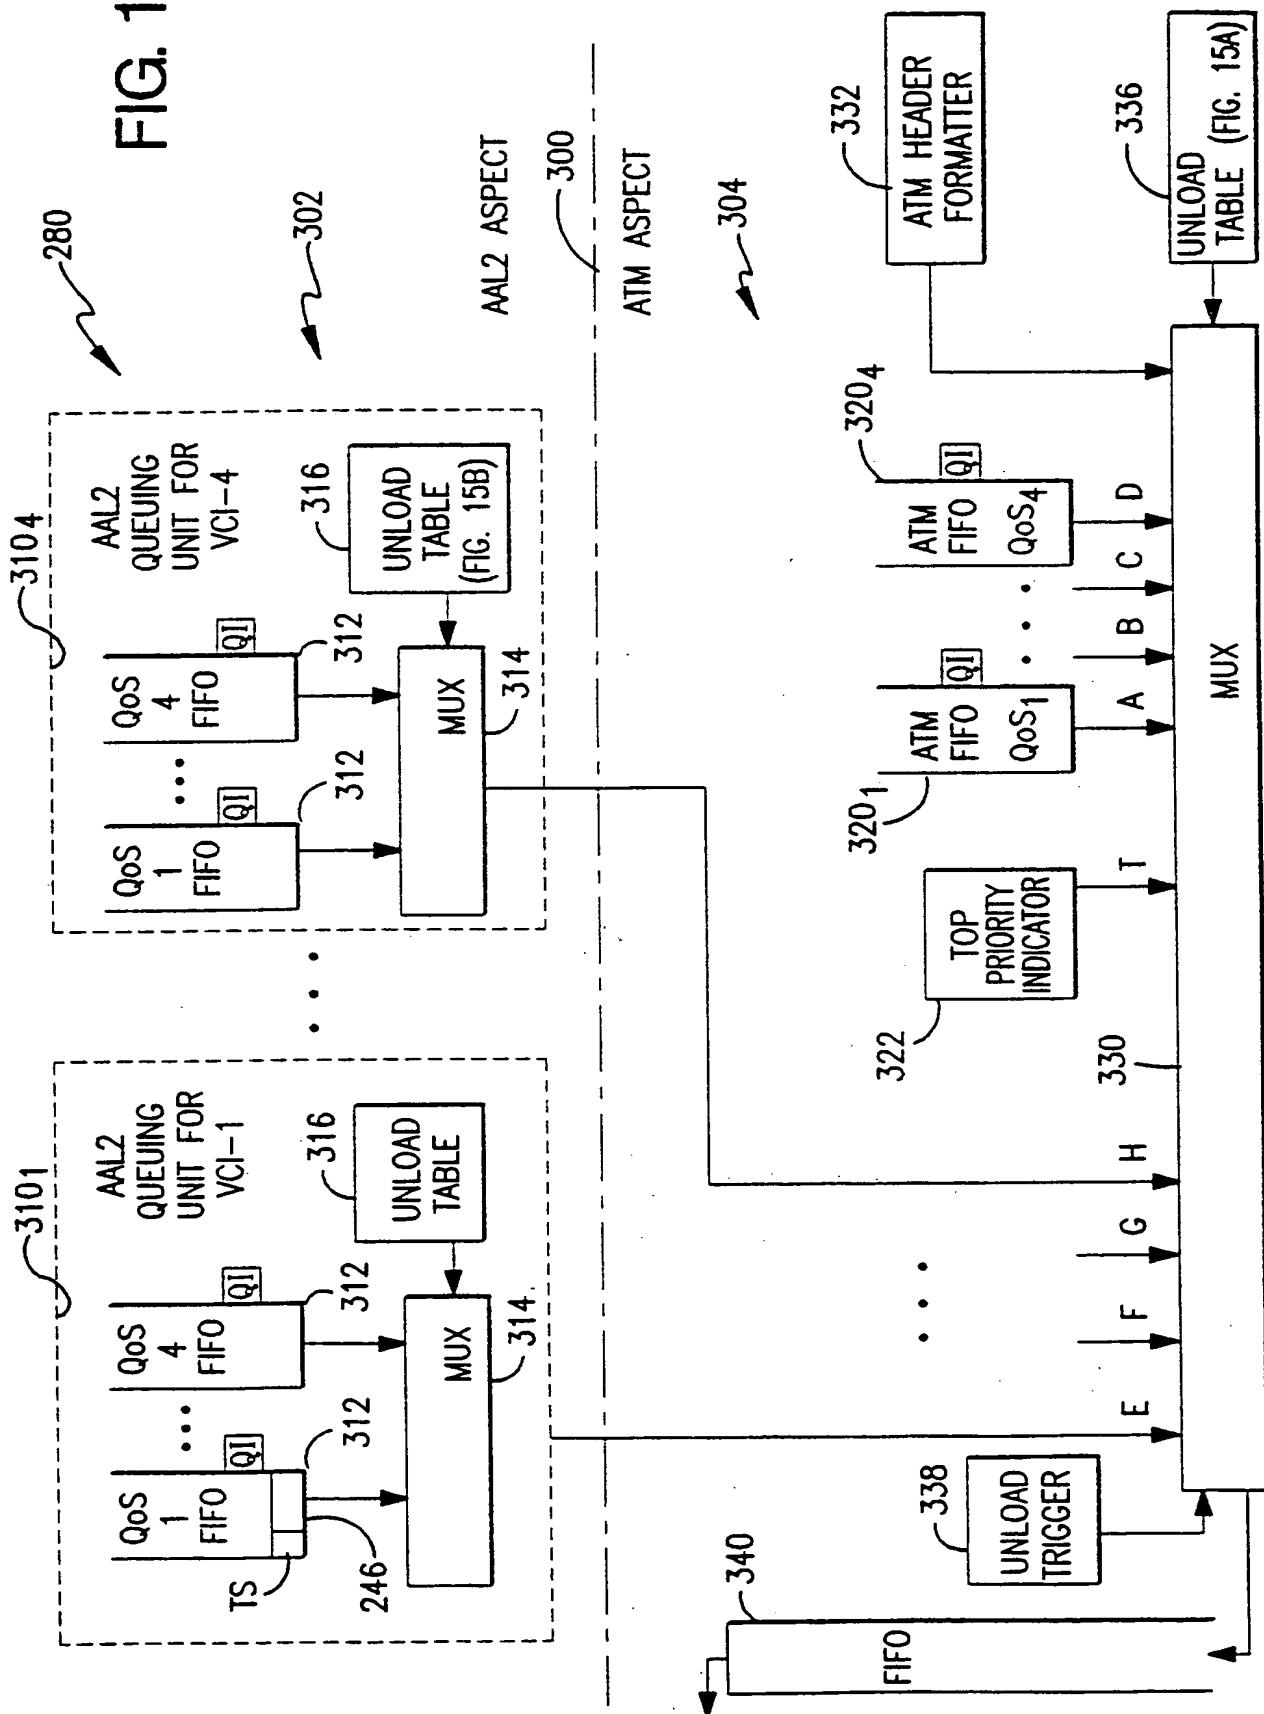 FIG. 1
280
302
AAL2 ASPECT
300
ATM ASPECT
304
310₁
AAL2
QUEUING
UNIT FOR
VCI-1
QoS
1
FIFO
QI
TS
246
312
QoS
4
FIFO
QI
312
316
UNLOAD
TABLE
MUX
314
310₄
AAL2
QUEUING
UNIT FOR
VCI-4
QoS
1
FIFO
QI
312
QoS
4
FIFO
QI
312
316
UNLOAD
TABLE
(FIG. 15B)
MUX
314
340
FIFO
338
UNLOAD
TRIGGER
E
F
G
H
330
322
TOP
PRIORITY
INDICATOR
T
320₁
ATM
FIFO
QoS₁
QI
A
B
C
320₄
ATM
FIFO
QoS₄
QI
D
332
ATM HEADER
FORMATTER
336
UNLOAD
TABLE (FIG. 15A)
MUX